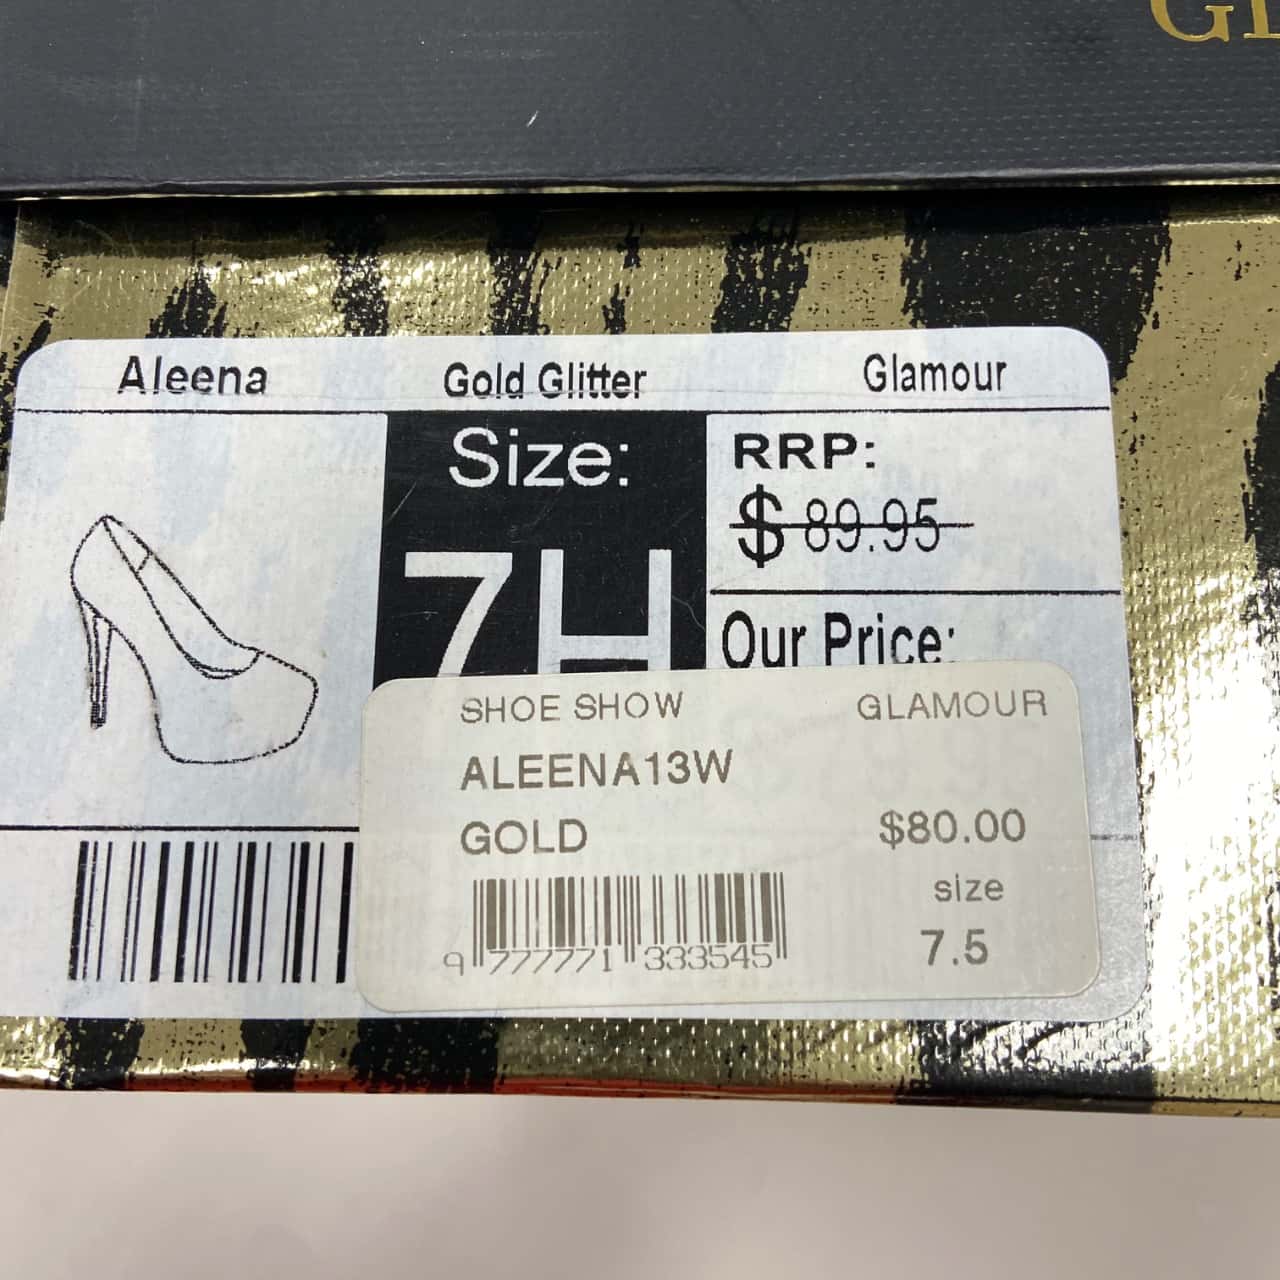 Aleena Gold Glitter Glamour
Size:
7H
RRP:
$ 89.95
Our Price:
SHOE SHOW GLAMOUR
ALEENA13W
GOLD $80.00
size
7.5
9 777771 333545